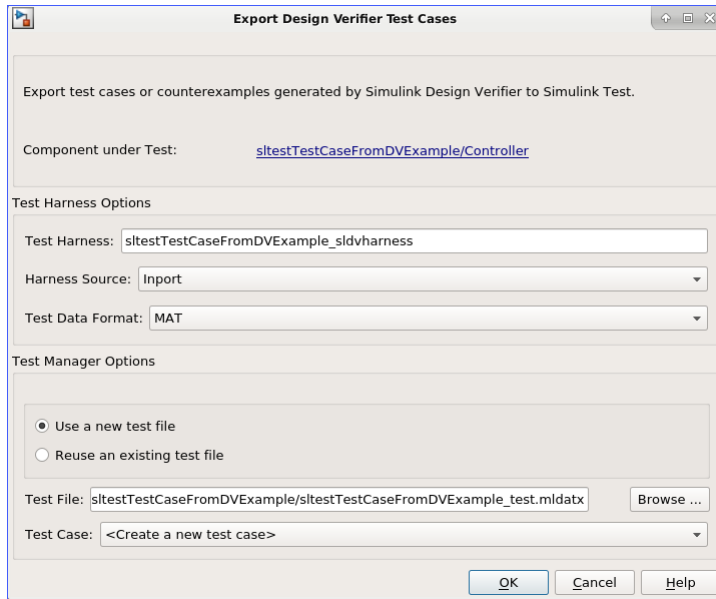 Export Design Verifier Test Cases
Export test cases or counterexamples generated by Simulink Design Verifier to Simulink Test.
Component under Test: sltestTestCaseFromDVExample/Controller
Test Harness Options
Test Harness: sltestTestCaseFromDVExample_sldvharness
Harness Source: Inport
Test Data Format: MAT
Test Manager Options
Use a new test file
Reuse an existing test file
Test File: sltestTestCaseFromDVExample/sltestTestCaseFromDVExample_test.mldatx Browse ...
Test Case: <Create a new test case>
OK Cancel Help